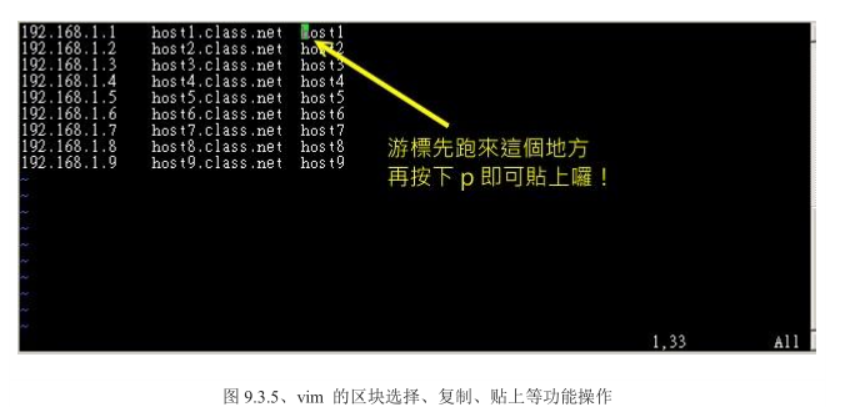 192.168.1.1 host1.class.net host1
192.168.1.2 host2.class.net host2
192.168.1.3 host3.class.net host3
192.168.1.4 host4.class.net host4
192.168.1.5 host5.class.net host5
192.168.1.6 host6.class.net host6
192.168.1.7 host7.class.net host7
192.168.1.8 host8.class.net host8
192.168.1.9 host9.class.net host9
~
~
~
~
~
~
~
~
~
~
游標先跑來這個地方
再按下 p 即可貼上囉！
1,33 All
图 9.3.5、vim 的区块选择、复制、贴上等功能操作